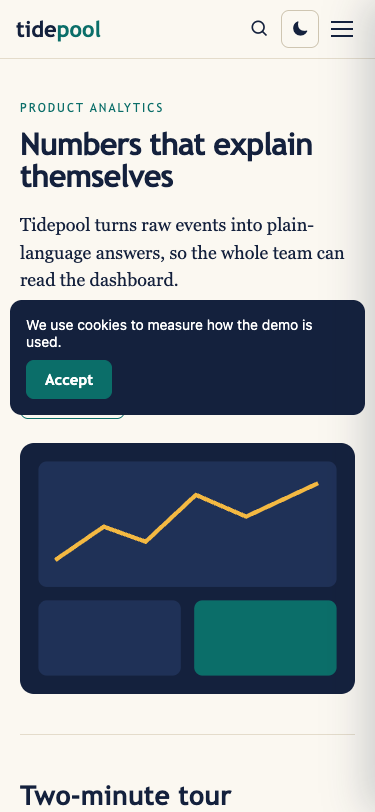 tidepool
PRODUCT ANALYTICS
Numbers that explain
themselves
Tidepool turns raw events into plain-
language answers, so the whole team can
read the dashboard.
We use cookies to measure how the demo is
used.
Accept
Two-minute tour